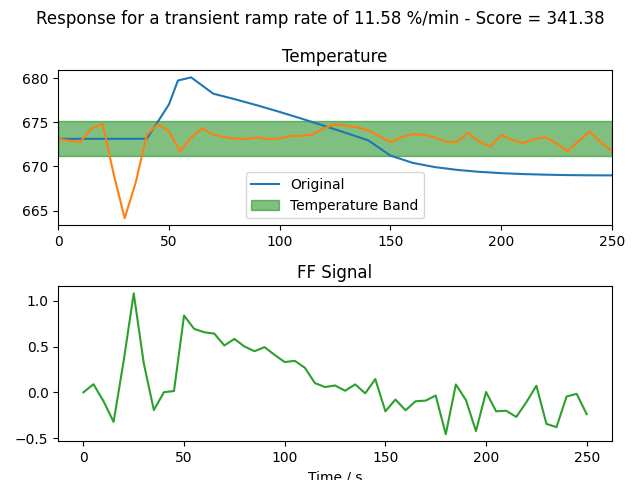 Response for a transient ramp rate of 11.58 %/min - Score = 341.38
Temperature
680
675
670
665
Original
Temperature Band
0 50 100 150 200 250
FF Signal
1.0
0.5
0.0
−0.5
0 50 100 150 200 250
Time / s